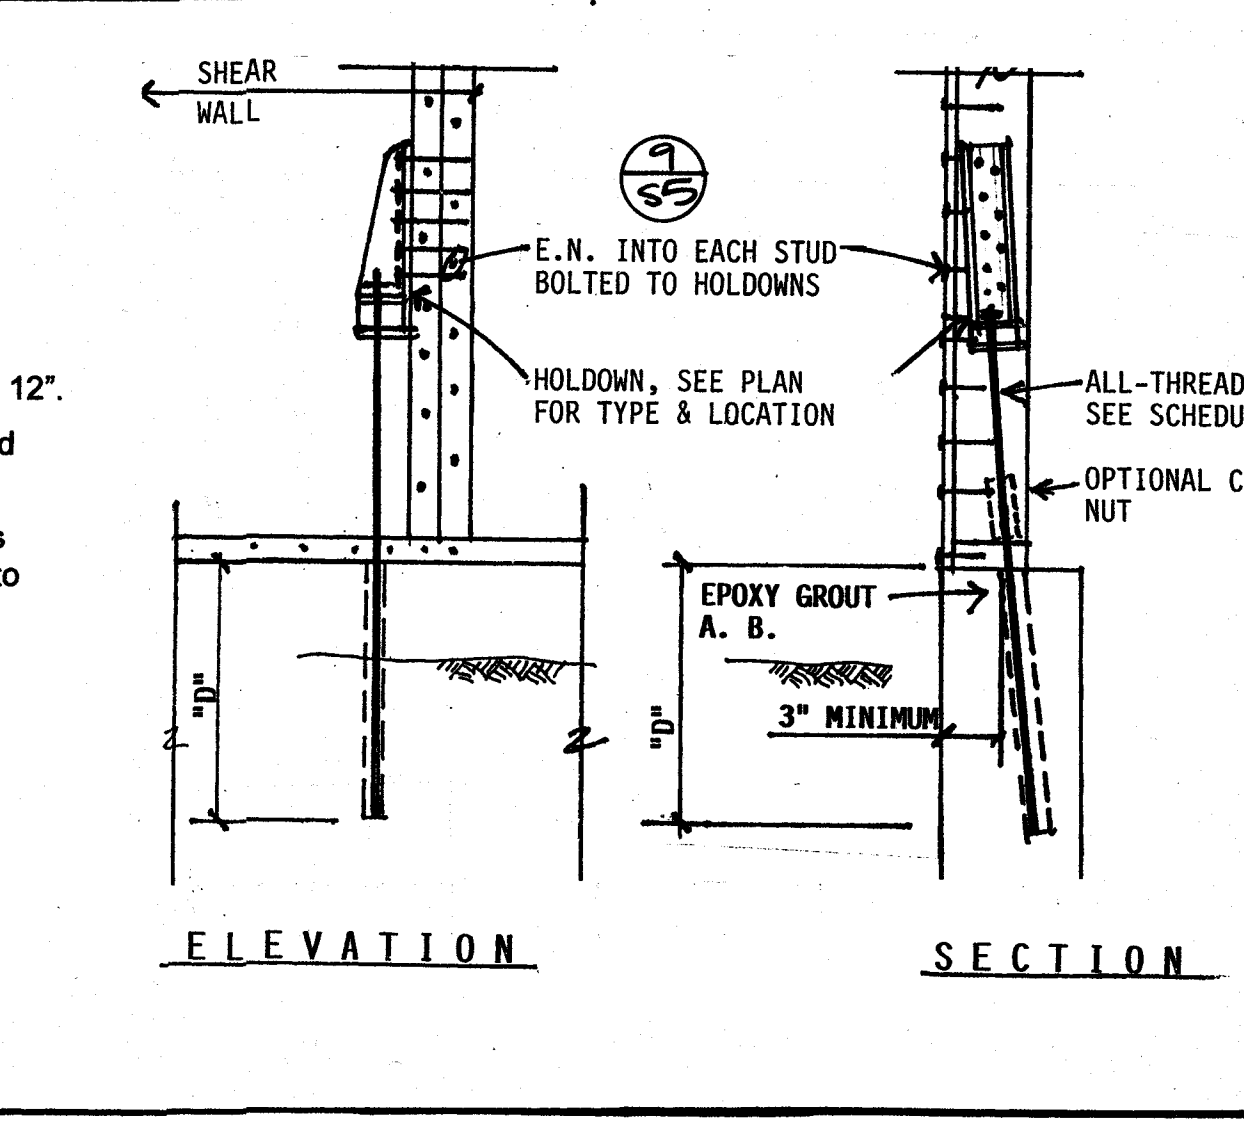 SHEAR
WALL
9
S5
E.N. INTO EACH STUD
BOLTED TO HOLDOWNS
12”.
d
HOLDOWN, SEE PLAN
FOR TYPE & LOCATION
ALL-THREAD
SEE SCHEDU
s
to
OPTIONAL C
NUT
EPOXY GROUT
A. B.
"D"
"D"
3" MINIMUM
ELEVATION
SECTION